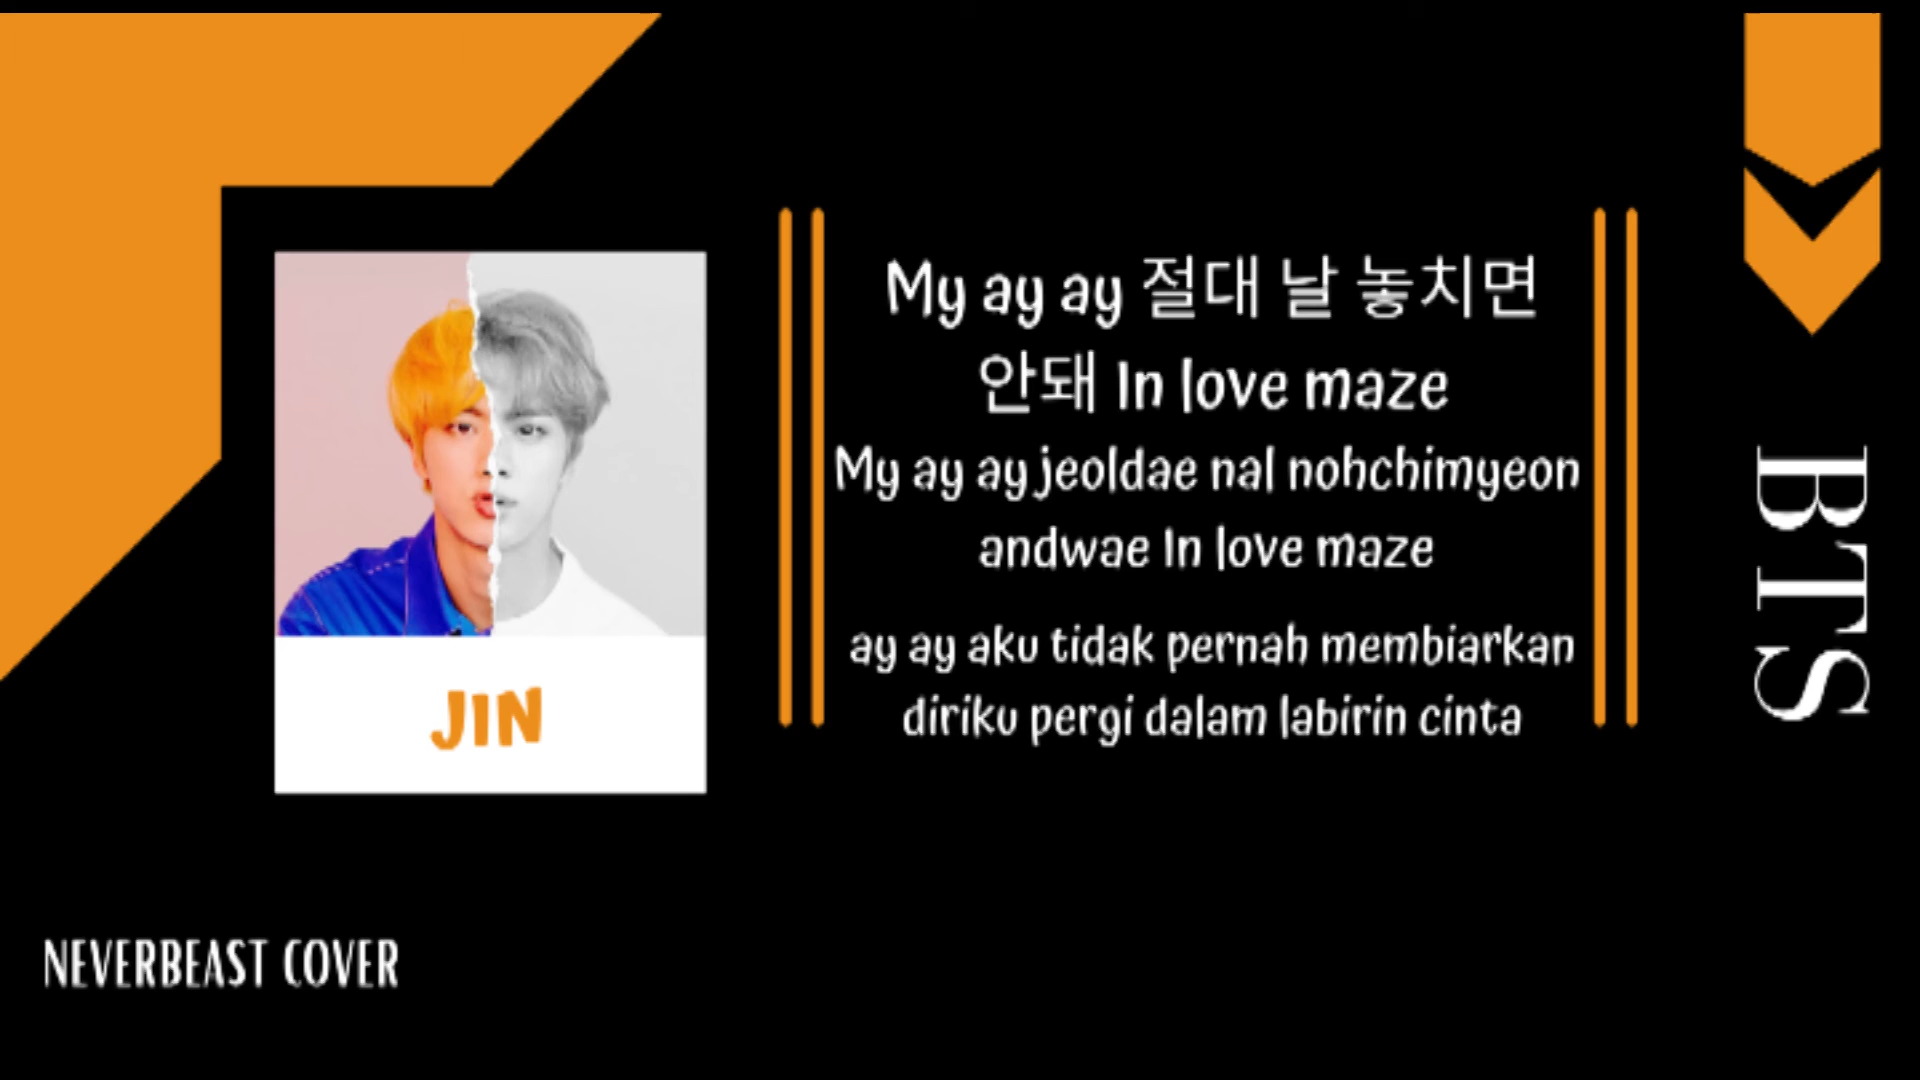 My ay ay 절대 날 놓치면
안돼 In love maze
My ay ay jeoldae nal nohchimyeon
andwae In love maze
ay ay aku tidak pernah membiarkan
diriku pergi dalam labirin cinta
JIN
BTS
NEVERBEAST COVER